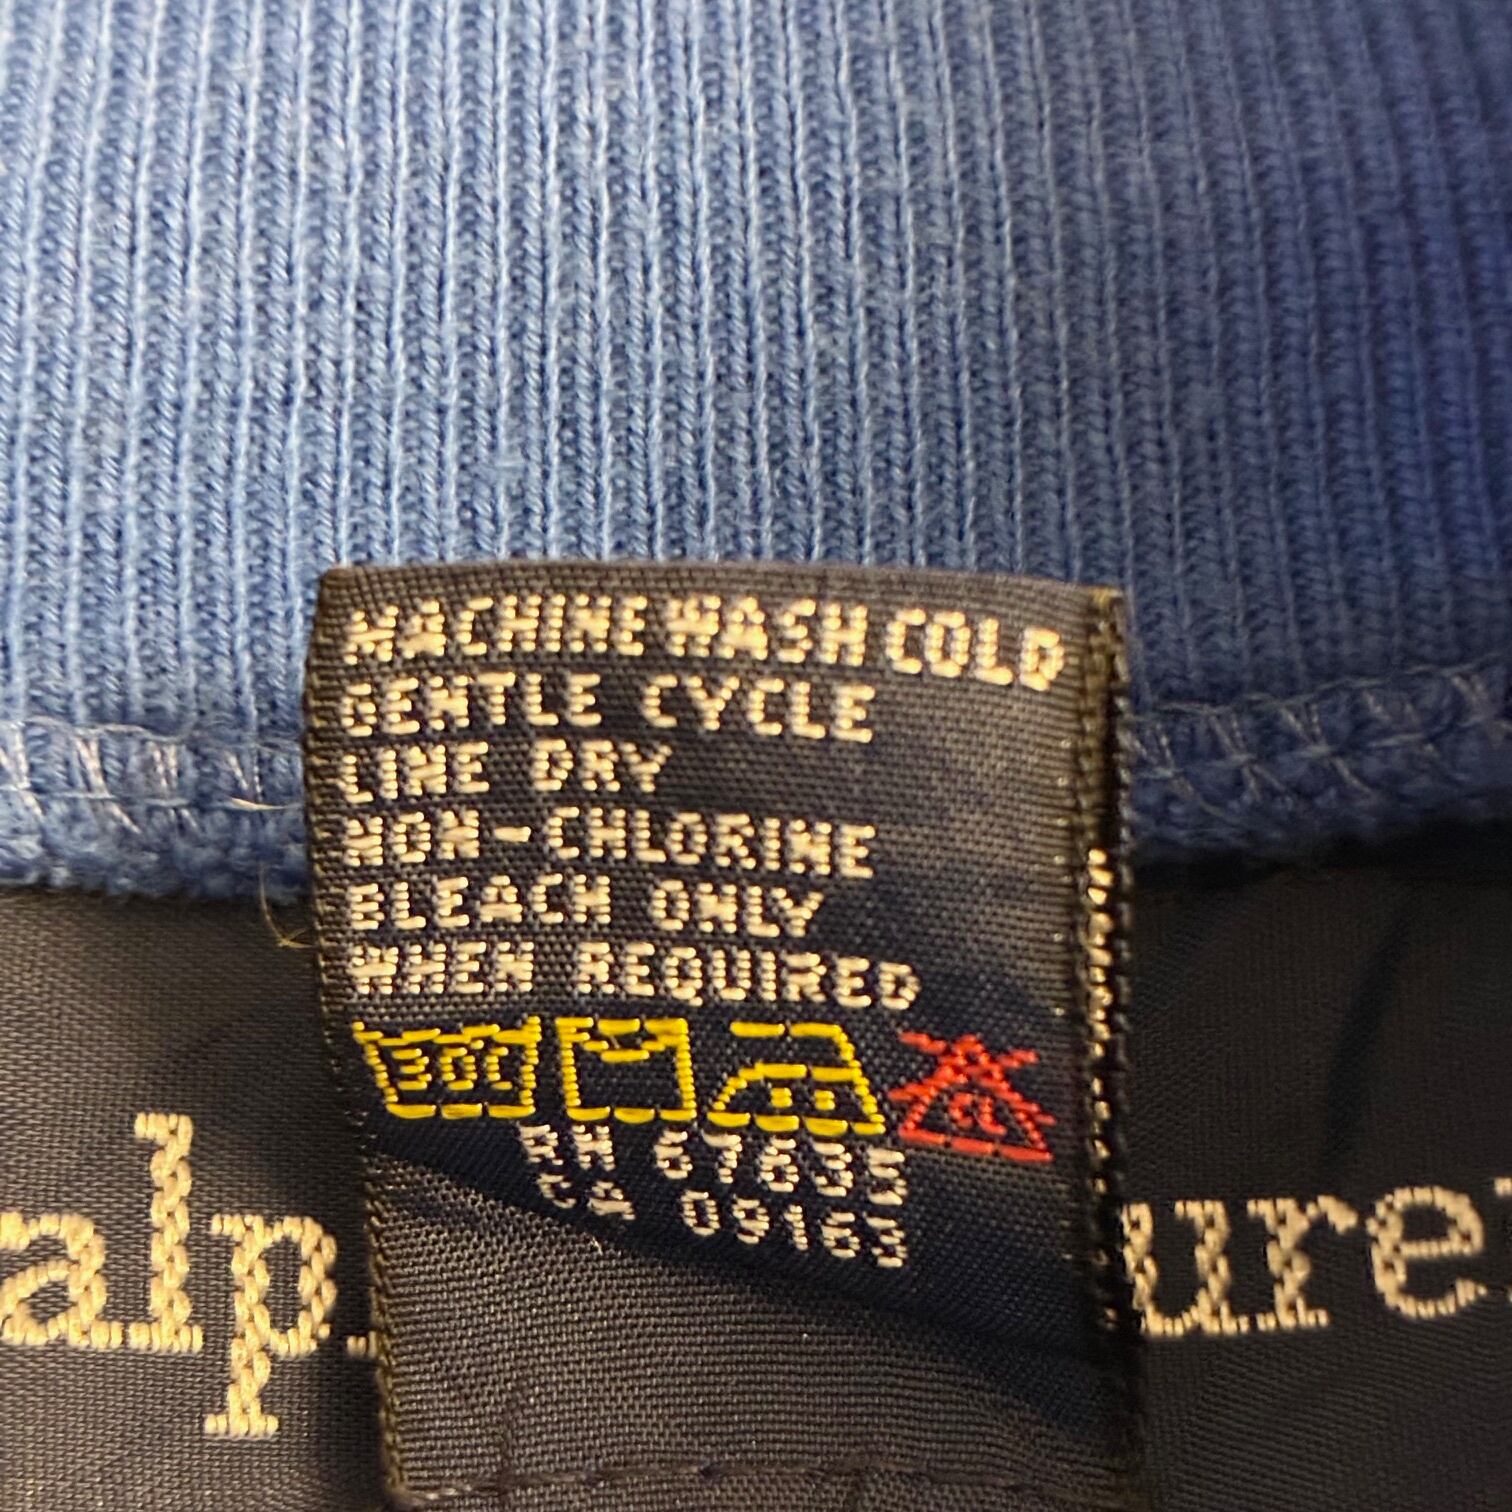 MACHINE WASH COLD
GENTLE CYCLE
LINE DRY
NON-CHLORINE
BLEACH ONLY
WHEN REQUIRED
30C
CL
RN 67635
CA 09163
alp
ure